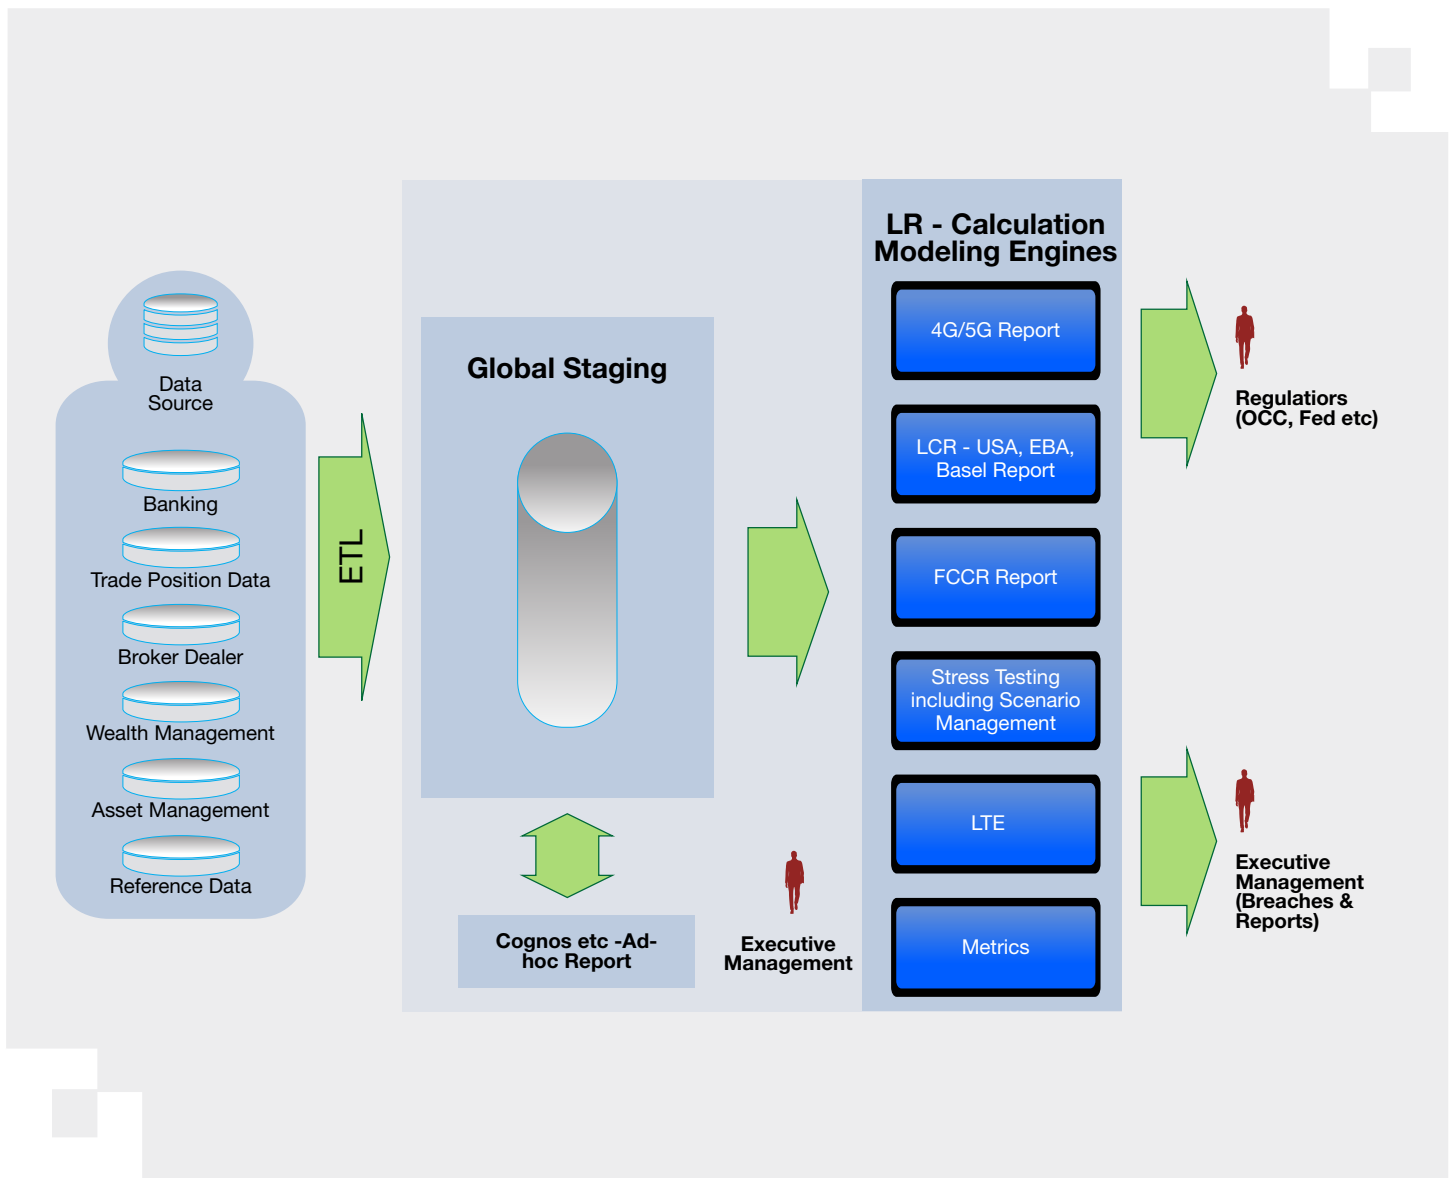 Data
Source
Banking
Trade Position Data
Broker Dealer
Wealth Management
Asset Management
Reference Data
ETL
Global Staging
Cognos etc -Ad-
hoc Report
Executive
Management
LR - Calculation
Modeling Engines
4G/5G Report
LCR - USA, EBA,
Basel Report
FCCR Report
Stress Testing
including Scenario
Management
LTE
Metrics
Regulatiors
(OCC, Fed etc)
Executive
Management
(Breaches &
Reports)